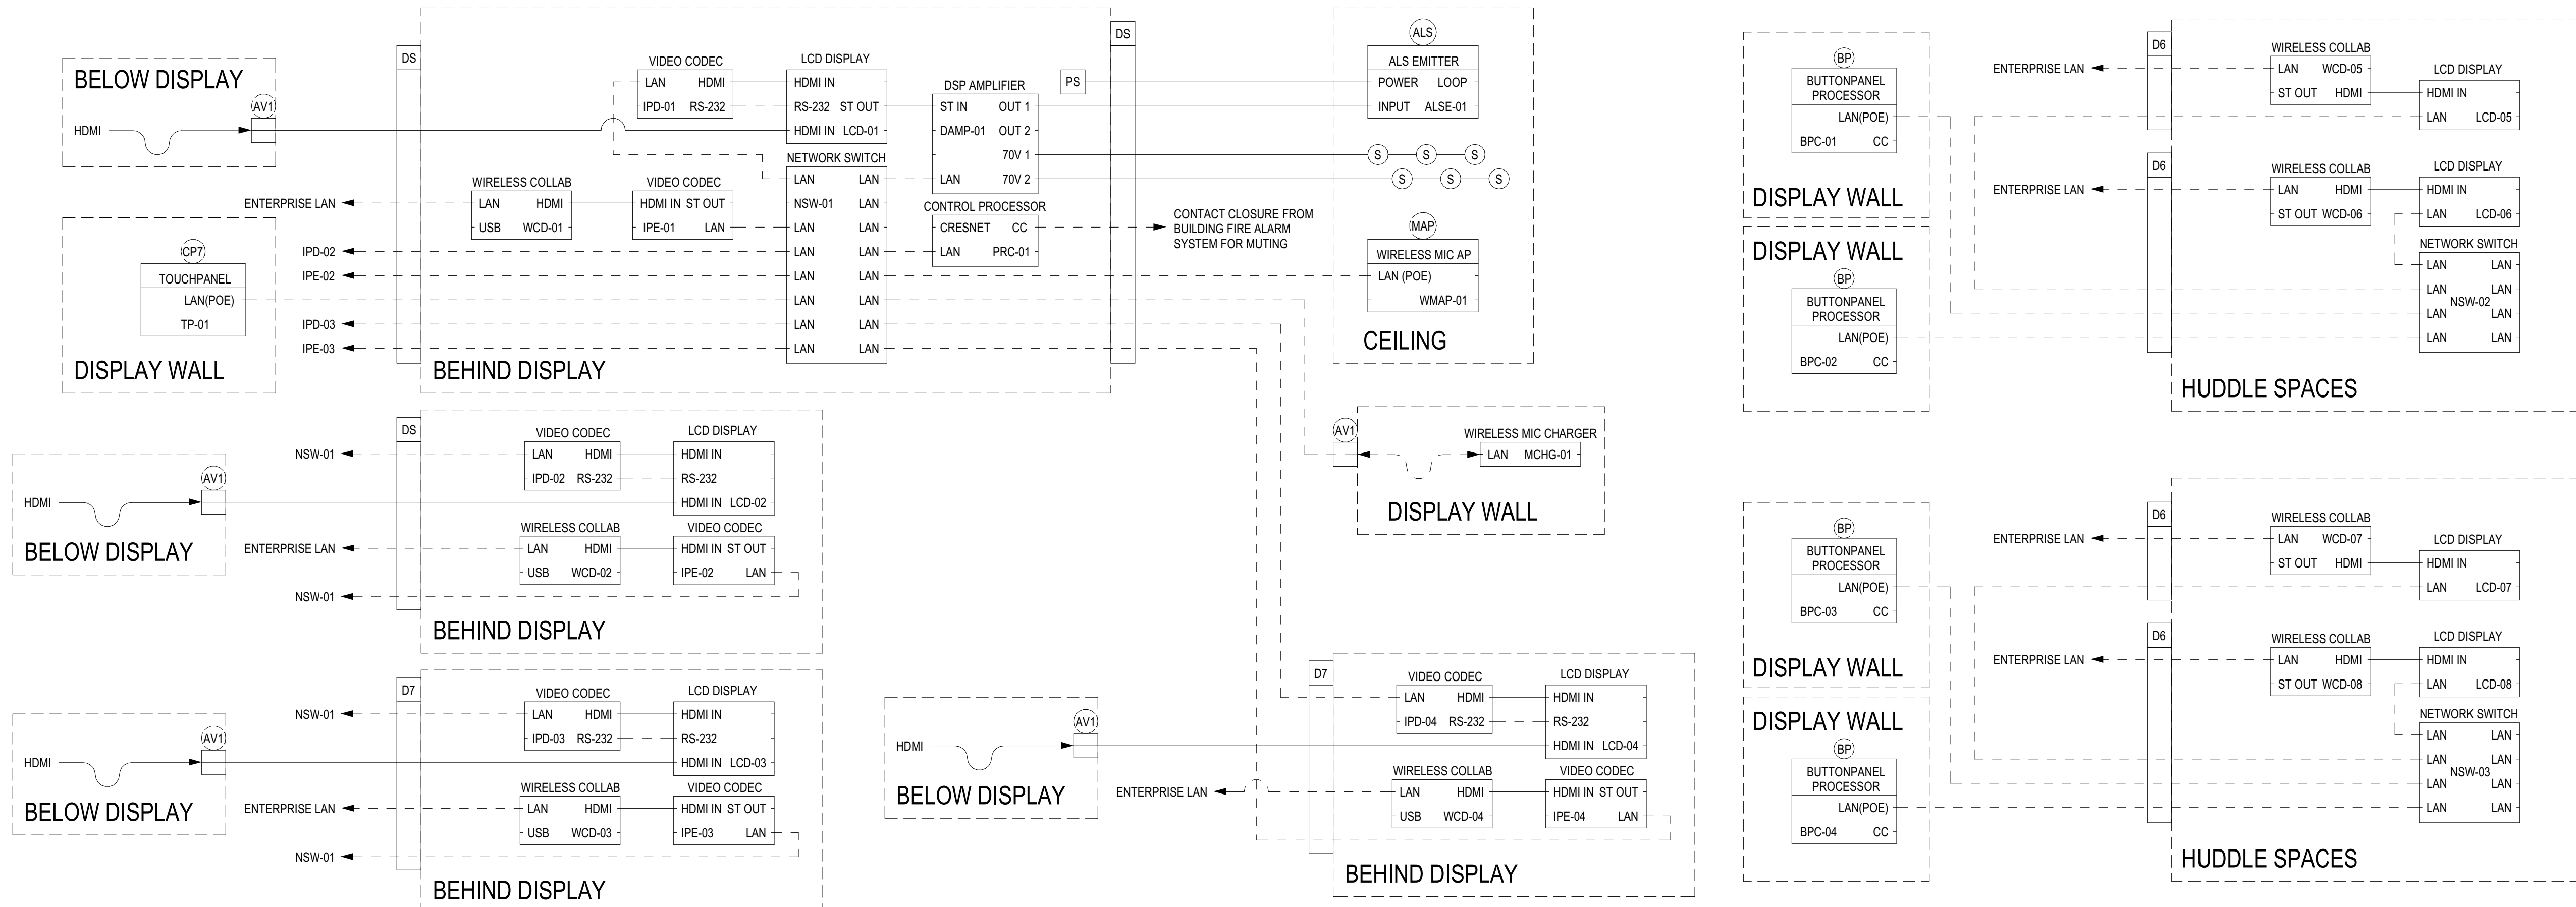 BELOW DISPLAY
AV1
HDMI
ENTERPRISE LAN
IPD-02
IPE-02
IPD-03
IPE-03
CP7
TOUCHPANEL
LAN(POE)
TP-01
DISPLAY WALL
DS
VIDEO CODEC
LAN HDMI
IPD-01 RS-232
LCD DISPLAY
HDMI IN
RS-232 ST OUT
HDMI IN LCD-01
WIRELESS COLLAB
LAN HDMI
USB WCD-01
VIDEO CODEC
HDMI IN ST OUT
IPE-01 LAN
NETWORK SWITCH
LAN LAN
NSW-01 LAN
LAN LAN
LAN LAN
LAN LAN
LAN LAN
LAN LAN
LAN LAN
DSP AMPLIFIER
ST IN OUT 1
DAMP-01 OUT 2
70V 1
LAN 70V 2
CONTROL PROCESSOR
CRESNET CC
LAN PRC-01
PS
BEHIND DISPLAY
DS
CONTACT CLOSURE FROM
BUILDING FIRE ALARM
SYSTEM FOR MUTING
ALS
ALS EMITTER
POWER LOOP
INPUT ALSE-01
S S S
S S S
MAP
WIRELESS MIC AP
LAN (POE)
WMAP-01
CEILING
AV1
WIRELESS MIC CHARGER
LAN MCHG-01
DISPLAY WALL
AV1
HDMI
BELOW DISPLAY
NSW-01
ENTERPRISE LAN
NSW-01
DS
VIDEO CODEC
LAN HDMI
IPD-02 RS-232
LCD DISPLAY
HDMI IN
RS-232
HDMI IN LCD-02
WIRELESS COLLAB
LAN HDMI
USB WCD-02
VIDEO CODEC
HDMI IN ST OUT
IPE-02 LAN
BEHIND DISPLAY
AV1
HDMI
BELOW DISPLAY
NSW-01
ENTERPRISE LAN
NSW-01
D7
VIDEO CODEC
LAN HDMI
IPD-03 RS-232
LCD DISPLAY
HDMI IN
RS-232
HDMI IN LCD-03
WIRELESS COLLAB
LAN HDMI
USB WCD-03
VIDEO CODEC
HDMI IN ST OUT
IPE-03 LAN
BEHIND DISPLAY
AV1
HDMI
BELOW DISPLAY
ENTERPRISE LAN
D7
VIDEO CODEC
LAN HDMI
IPD-04 RS-232
LCD DISPLAY
HDMI IN
RS-232
HDMI IN LCD-04
WIRELESS COLLAB
LAN HDMI
USB WCD-04
VIDEO CODEC
HDMI IN ST OUT
IPE-04 LAN
BEHIND DISPLAY
BP
BUTTONPANEL
PROCESSOR
LAN(POE)
BPC-01 CC
DISPLAY WALL
DISPLAY WALL
BP
BUTTONPANEL
PROCESSOR
LAN(POE)
BPC-02 CC
ENTERPRISE LAN
D6
WIRELESS COLLAB
LAN WCD-05
ST OUT HDMI
LCD DISPLAY
HDMI IN
LAN LCD-05
ENTERPRISE LAN
D6
WIRELESS COLLAB
LAN HDMI
ST OUT WCD-06
LCD DISPLAY
HDMI IN
LAN LCD-06
NETWORK SWITCH
LAN LAN
LAN LAN
NSW-02
LAN LAN
LAN LAN
HUDDLE SPACES
BP
BUTTONPANEL
PROCESSOR
LAN(POE)
BPC-03 CC
DISPLAY WALL
DISPLAY WALL
BP
BUTTONPANEL
PROCESSOR
LAN(POE)
BPC-04 CC
ENTERPRISE LAN
D6
WIRELESS COLLAB
LAN WCD-07
ST OUT HDMI
LCD DISPLAY
HDMI IN
LAN LCD-07
ENTERPRISE LAN
D6
WIRELESS COLLAB
LAN HDMI
ST OUT WCD-08
LCD DISPLAY
HDMI IN
LAN LCD-08
NETWORK SWITCH
LAN LAN
LAN LAN
NSW-03
LAN LAN
LAN LAN
HUDDLE SPACES